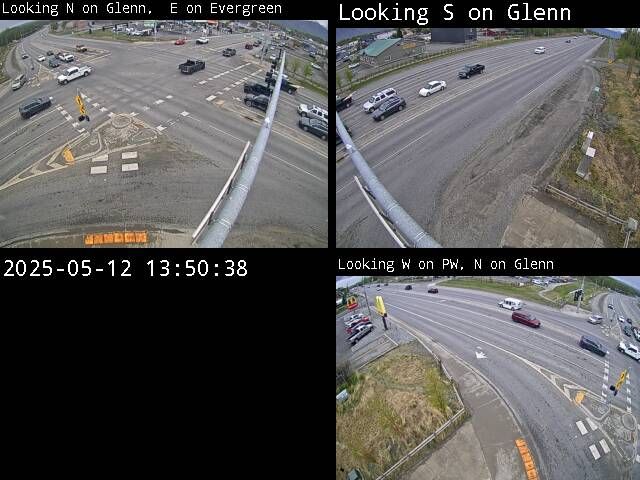 Looking N on Glenn, E on Evergreen
Looking S on Glenn
2025-05-12 13:50:38
Looking W on PW, N on Glenn